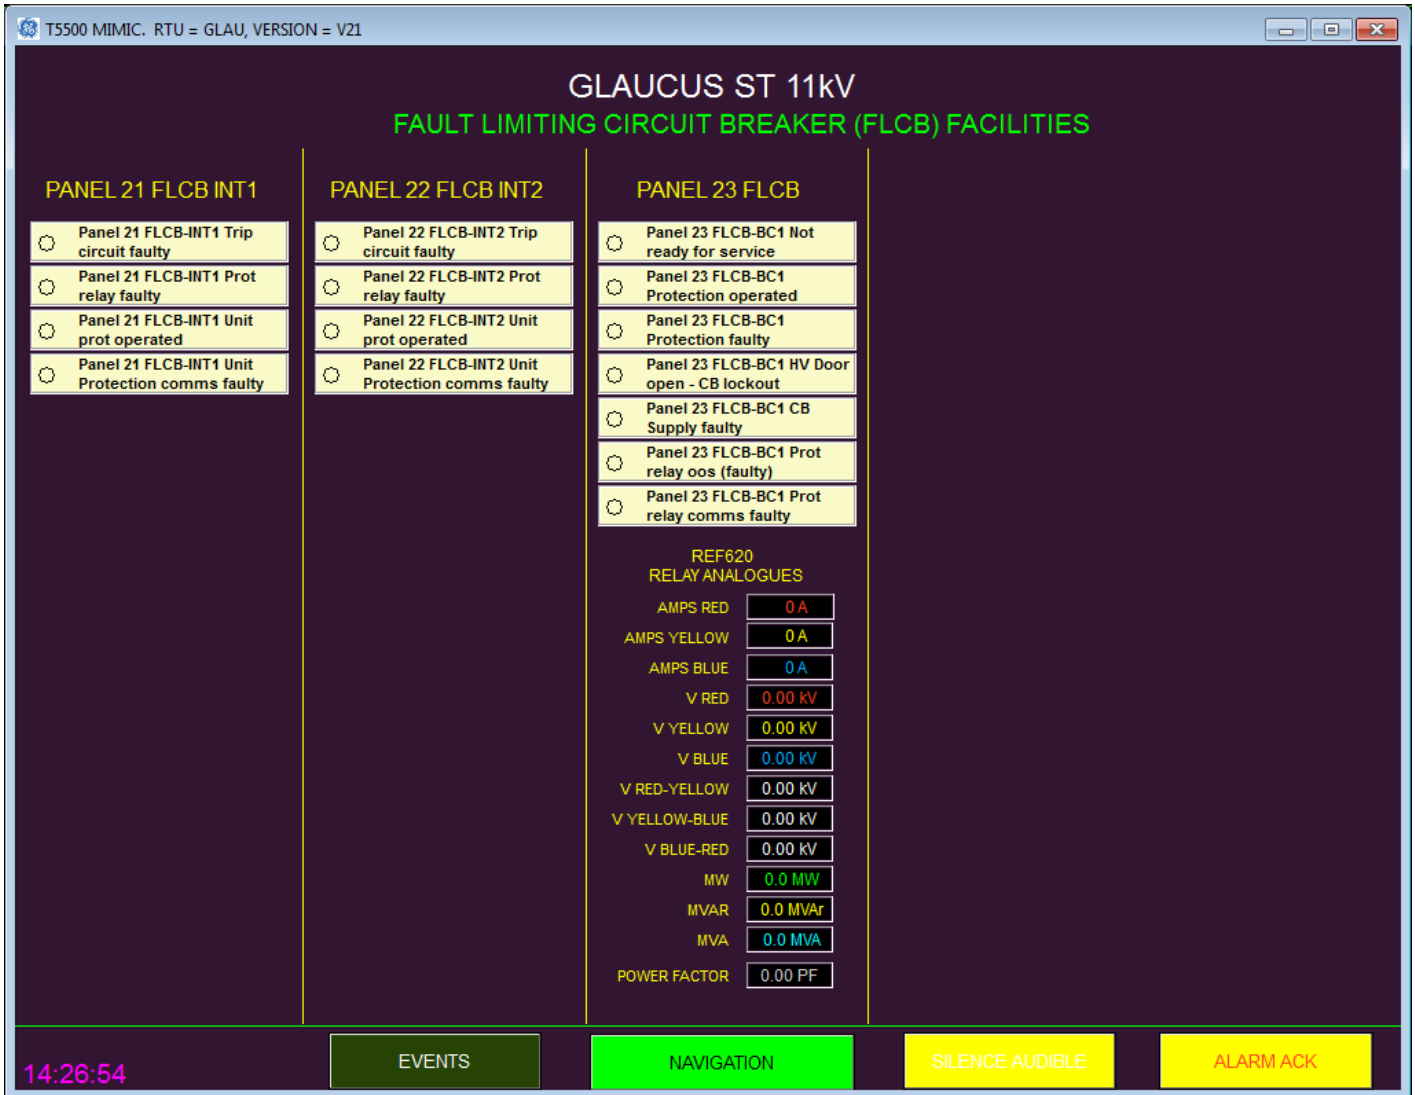 T5500 MIMIC.  RTU = GLAU, VERSION = V21
GLAUCUS ST 11kV
FAULT LIMITING CIRCUIT BREAKER (FLCB) FACILITIES
PANEL 21 FLCB INT1
Panel 21 FLCB-INT1 Trip
circuit faulty
Panel 21 FLCB-INT1 Prot
relay faulty
Panel 21 FLCB-INT1 Unit
prot operated
Panel 21 FLCB-INT1 Unit
Protection comms faulty
PANEL 22 FLCB INT2
Panel 22 FLCB-INT2 Trip
circuit faulty
Panel 22 FLCB-INT2 Prot
relay faulty
Panel 22 FLCB-INT2 Unit
prot operated
Panel 22 FLCB-INT2 Unit
Protection comms faulty
PANEL 23 FLCB
Panel 23 FLCB-BC1 Not
ready for service
Panel 23 FLCB-BC1
Protection operated
Panel 23 FLCB-BC1
Protection faulty
Panel 23 FLCB-BC1 HV Door
open - CB lockout
Panel 23 FLCB-BC1 CB
Supply faulty
Panel 23 FLCB-BC1 Prot
relay oos (faulty)
Panel 23 FLCB-BC1 Prot
relay comms faulty
REF620
RELAY ANALOGUES
AMPS RED 0 A
AMPS YELLOW 0 A
AMPS BLUE 0 A
V RED 0.00 kV
V YELLOW 0.00 kV
V BLUE 0.00 kV
V RED-YELLOW 0.00 kV
V YELLOW-BLUE 0.00 kV
V BLUE-RED 0.00 kV
MW 0.0 MW
MVAR 0.0 MVAr
MVA 0.0 MVA
POWER FACTOR 0.00 PF
14:26:54
EVENTS
NAVIGATION
SILENCE AUDIBLE
ALARM ACK